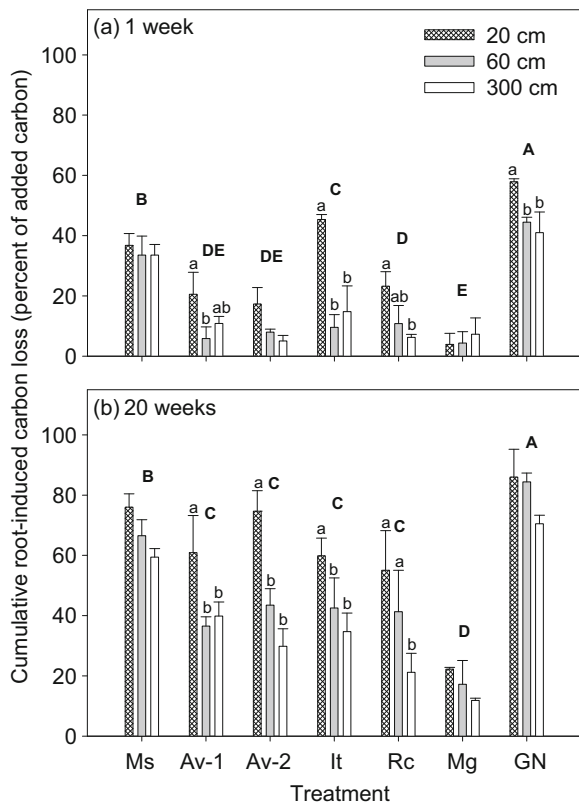 (a) 1 week
20 cm
60 cm
300 cm
100
80
60
40
20
0
B
a
DE
b
ab
DE
a
C
b
b
a
D
ab
b
E
a
A
b
b
(b) 20 weeks
100
80
60
40
20
0
B
a
C
b
b
a
C
b
b
a
C
b
b
a
C
a
b
D
A
Ms Av-1 Av-2 It Rc Mg GN
Treatment
Cumulative root-induced carbon loss (percent of added carbon)